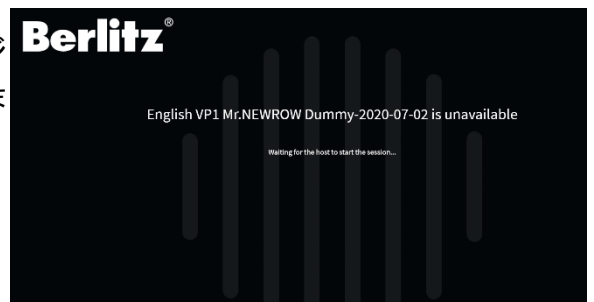 Berlitz®
English VP1 Mr.NEWROW Dummy-2020-07-02 is unavailable
Waiting for the host to start the session...